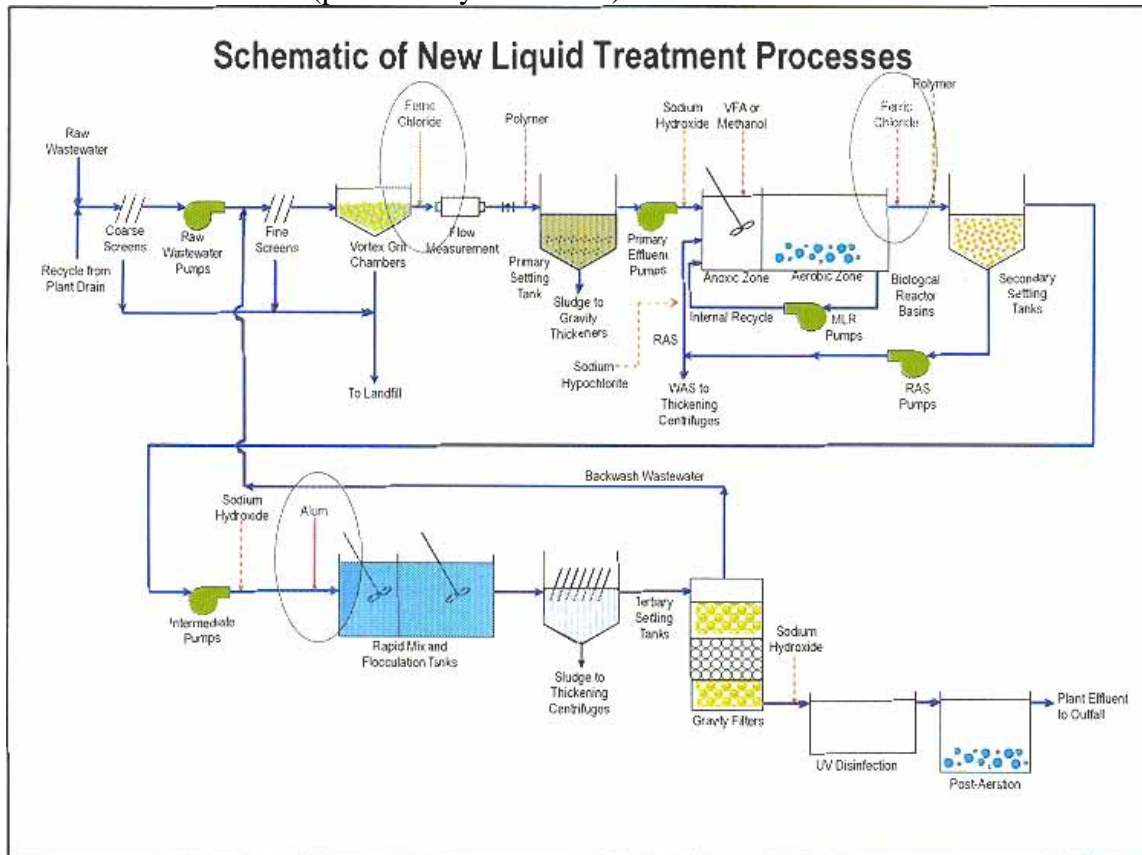 Schematic of New Liquid Treatment Processes
Raw
Wastewater
Ferric
Chloride
Polymer
Sodium
Hydroxide
VFA or
Methanol
Ferric
Chloride
Polymer
Coarse
Screens
Raw
Wastewater
Pumps
Fine
Screens
Vortex Grit
Chambers
Flow
Measurement
Primary
Settling
Tank
Primary
Effluent
Pumps
Anoxic Zone
Aerobic Zone
Biological
Reactor
Basins
Secondary
Settling
Tanks
Recycle from
Plant Drain
Sludge to
Gravity
Thickeners
Internal Recycle
MLR
Pumps
RAS
Sodium
Hypochlorite
To Landfill
WAS to
Thickening
Centrifuges
RAS
Pumps
Backwash Wastewater
Sodium
Hydroxide
Alum
Intermediate
Pumps
Rapid Mix and
Flocculation Tanks
Tertiary
Settling
Tanks
Sludge to
Thickening
Centrifuges
Sodium
Hydroxide
Gravity Filters
UV Disinfection
Plant Effluent
to Outfall
Post-Aeration